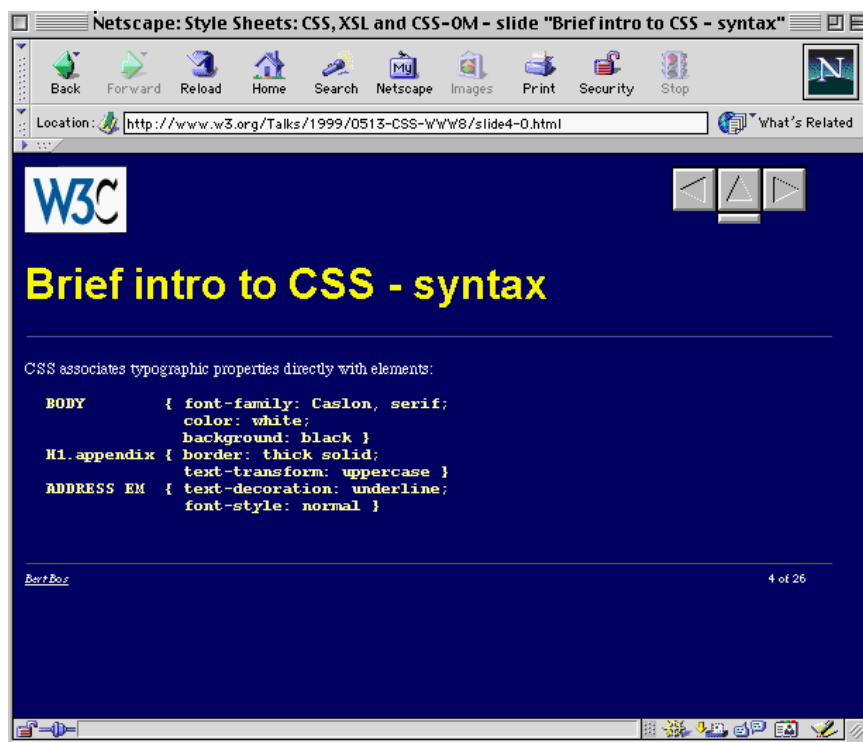 Netscape: Style Sheets: CSS, XSL and CSS-OM - slide "Brief intro to CSS - syntax"
Back Forward Reload Home Search Netscape Images Print Security Stop
My
N
Location: http://www.w3.org/Talks/1999/0513-CSS-WWW8/slide4-0.html What's Related
W3C
Brief intro to CSS - syntax
CSS associates typographic properties directly with elements:
BODY { font-family: Caslon, serif;
color: white;
background: black }
H1.appendix { border: thick solid;
text-transform: uppercase }
ADDRESS EM { text-decoration: underline;
font-style: normal }
Bert Bos 4 of 26